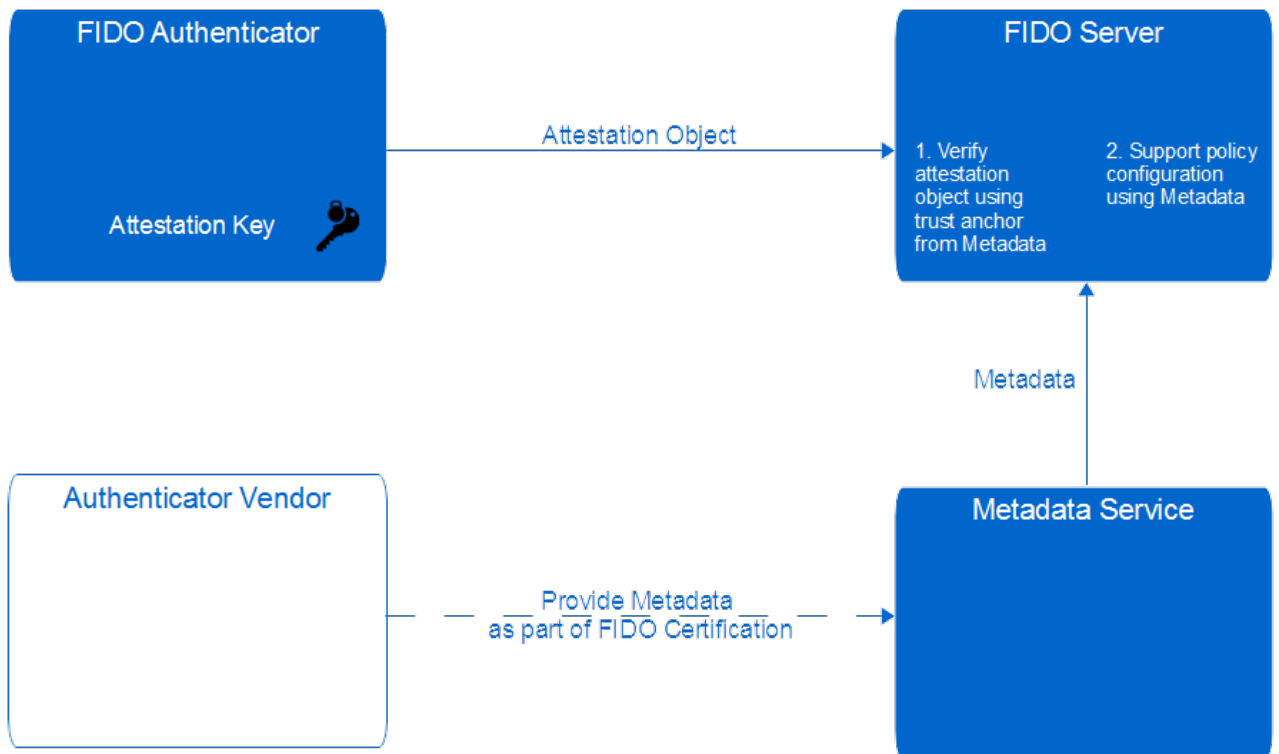 FIDO Authenticator
Attestation Key
Attestation Object
FIDO Server
1. Verify
attestation
object using
trust anchor
from Metadata
2. Support policy
configuration
using Metadata
Metadata
Authenticator Vendor
Provide Metadata
as part of FIDO Certification
Metadata Service